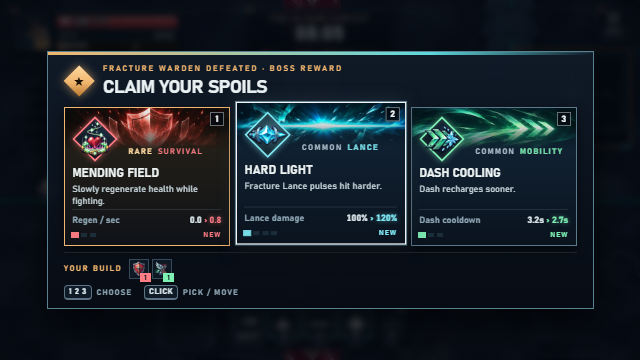 FRACTURE WARDEN DEFEATED · BOSS REWARD
CLAIM YOUR SPOILS
1
RARE SURVIVAL
MENDING FIELD
Slowly regenerate health while
fighting.
Regen / sec 0.0 › 0.8
NEW
2
COMMON LANCE
HARD LIGHT
Fracture Lance pulses hit harder.
Lance damage 100% › 120%
NEW
3
COMMON MOBILITY
DASH COOLING
Dash recharges sooner.
Dash cooldown 3.2s › 2.7s
NEW
YOUR BUILD 1 1
1 2 3 CHOOSE CLICK PICK / MOVE